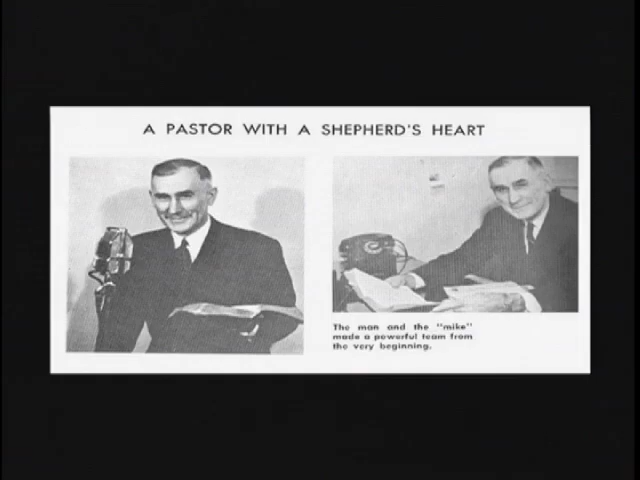 A PASTOR WITH A SHEPHERD'S HEART
The man and the "mike"
made a powerful team from
the very beginning.